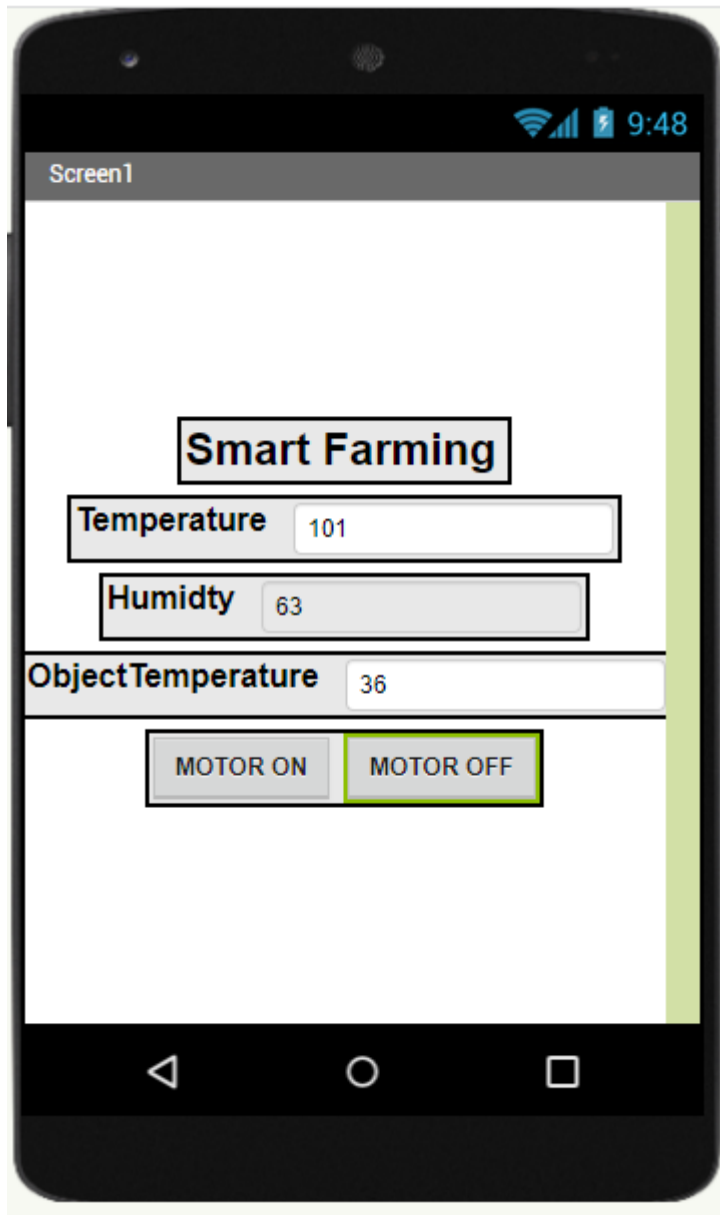 9:48
Screen1
Smart Farming
Temperature 101
Humidty 63
ObjectTemperature 36
MOTOR ON MOTOR OFF